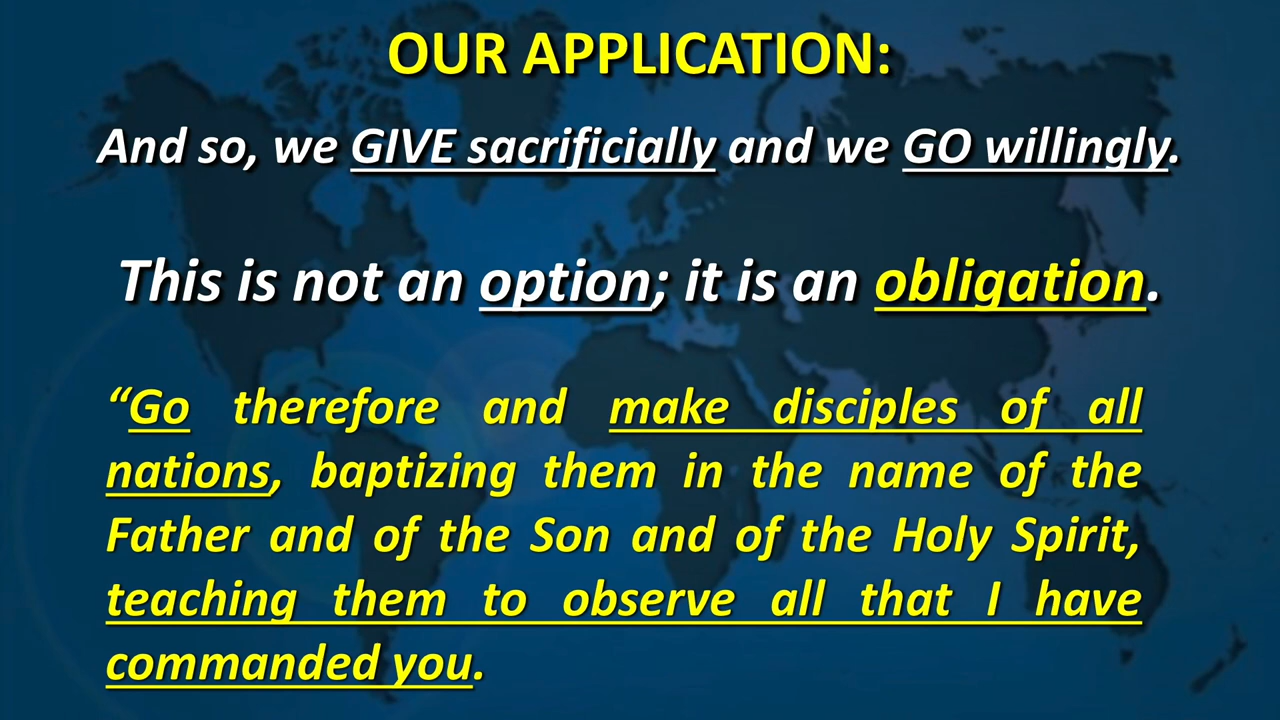 OUR APPLICATION:
And so, we GIVE sacrificially and we GO willingly.
This is not an option; it is an obligation.
“Go therefore and make disciples of all
nations, baptizing them in the name of the
Father and of the Son and of the Holy Spirit,
teaching them to observe all that I have
commanded you.